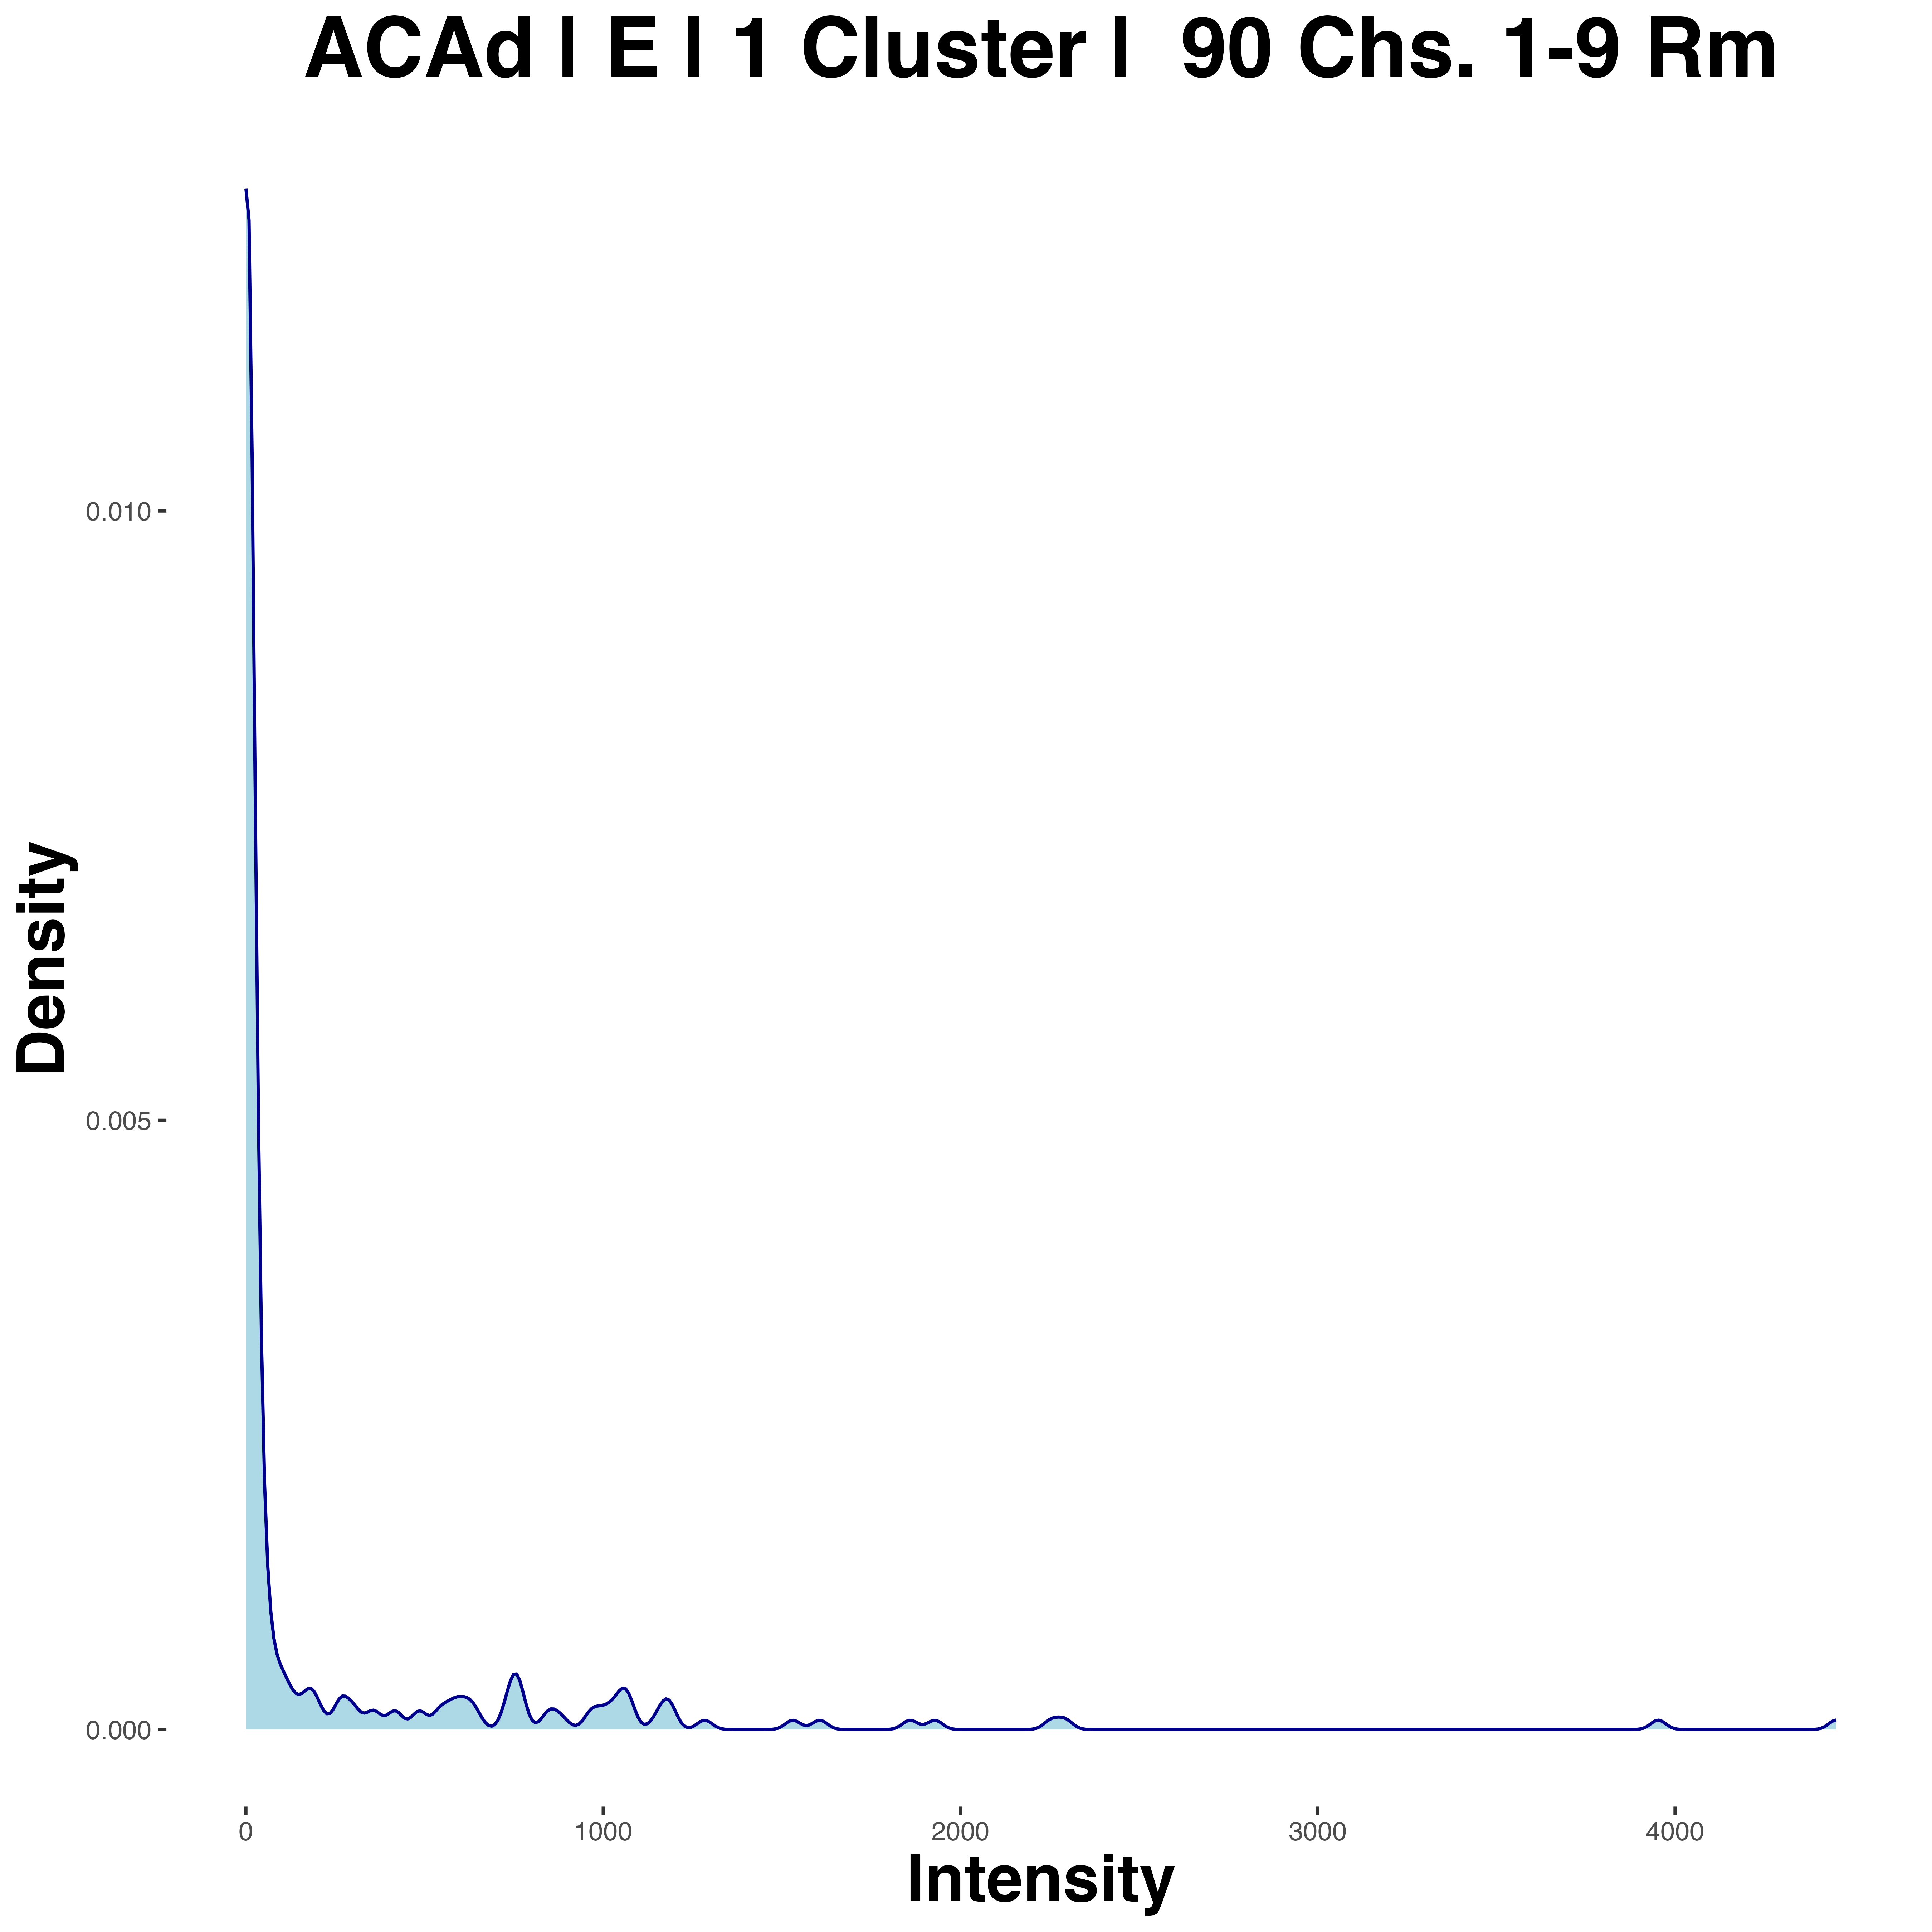 ACAd | E | 1 Cluster |  90 Chs. 1-9 Rm
Density
0.010
0.005
0.000
0 1000 2000 3000 4000
Intensity